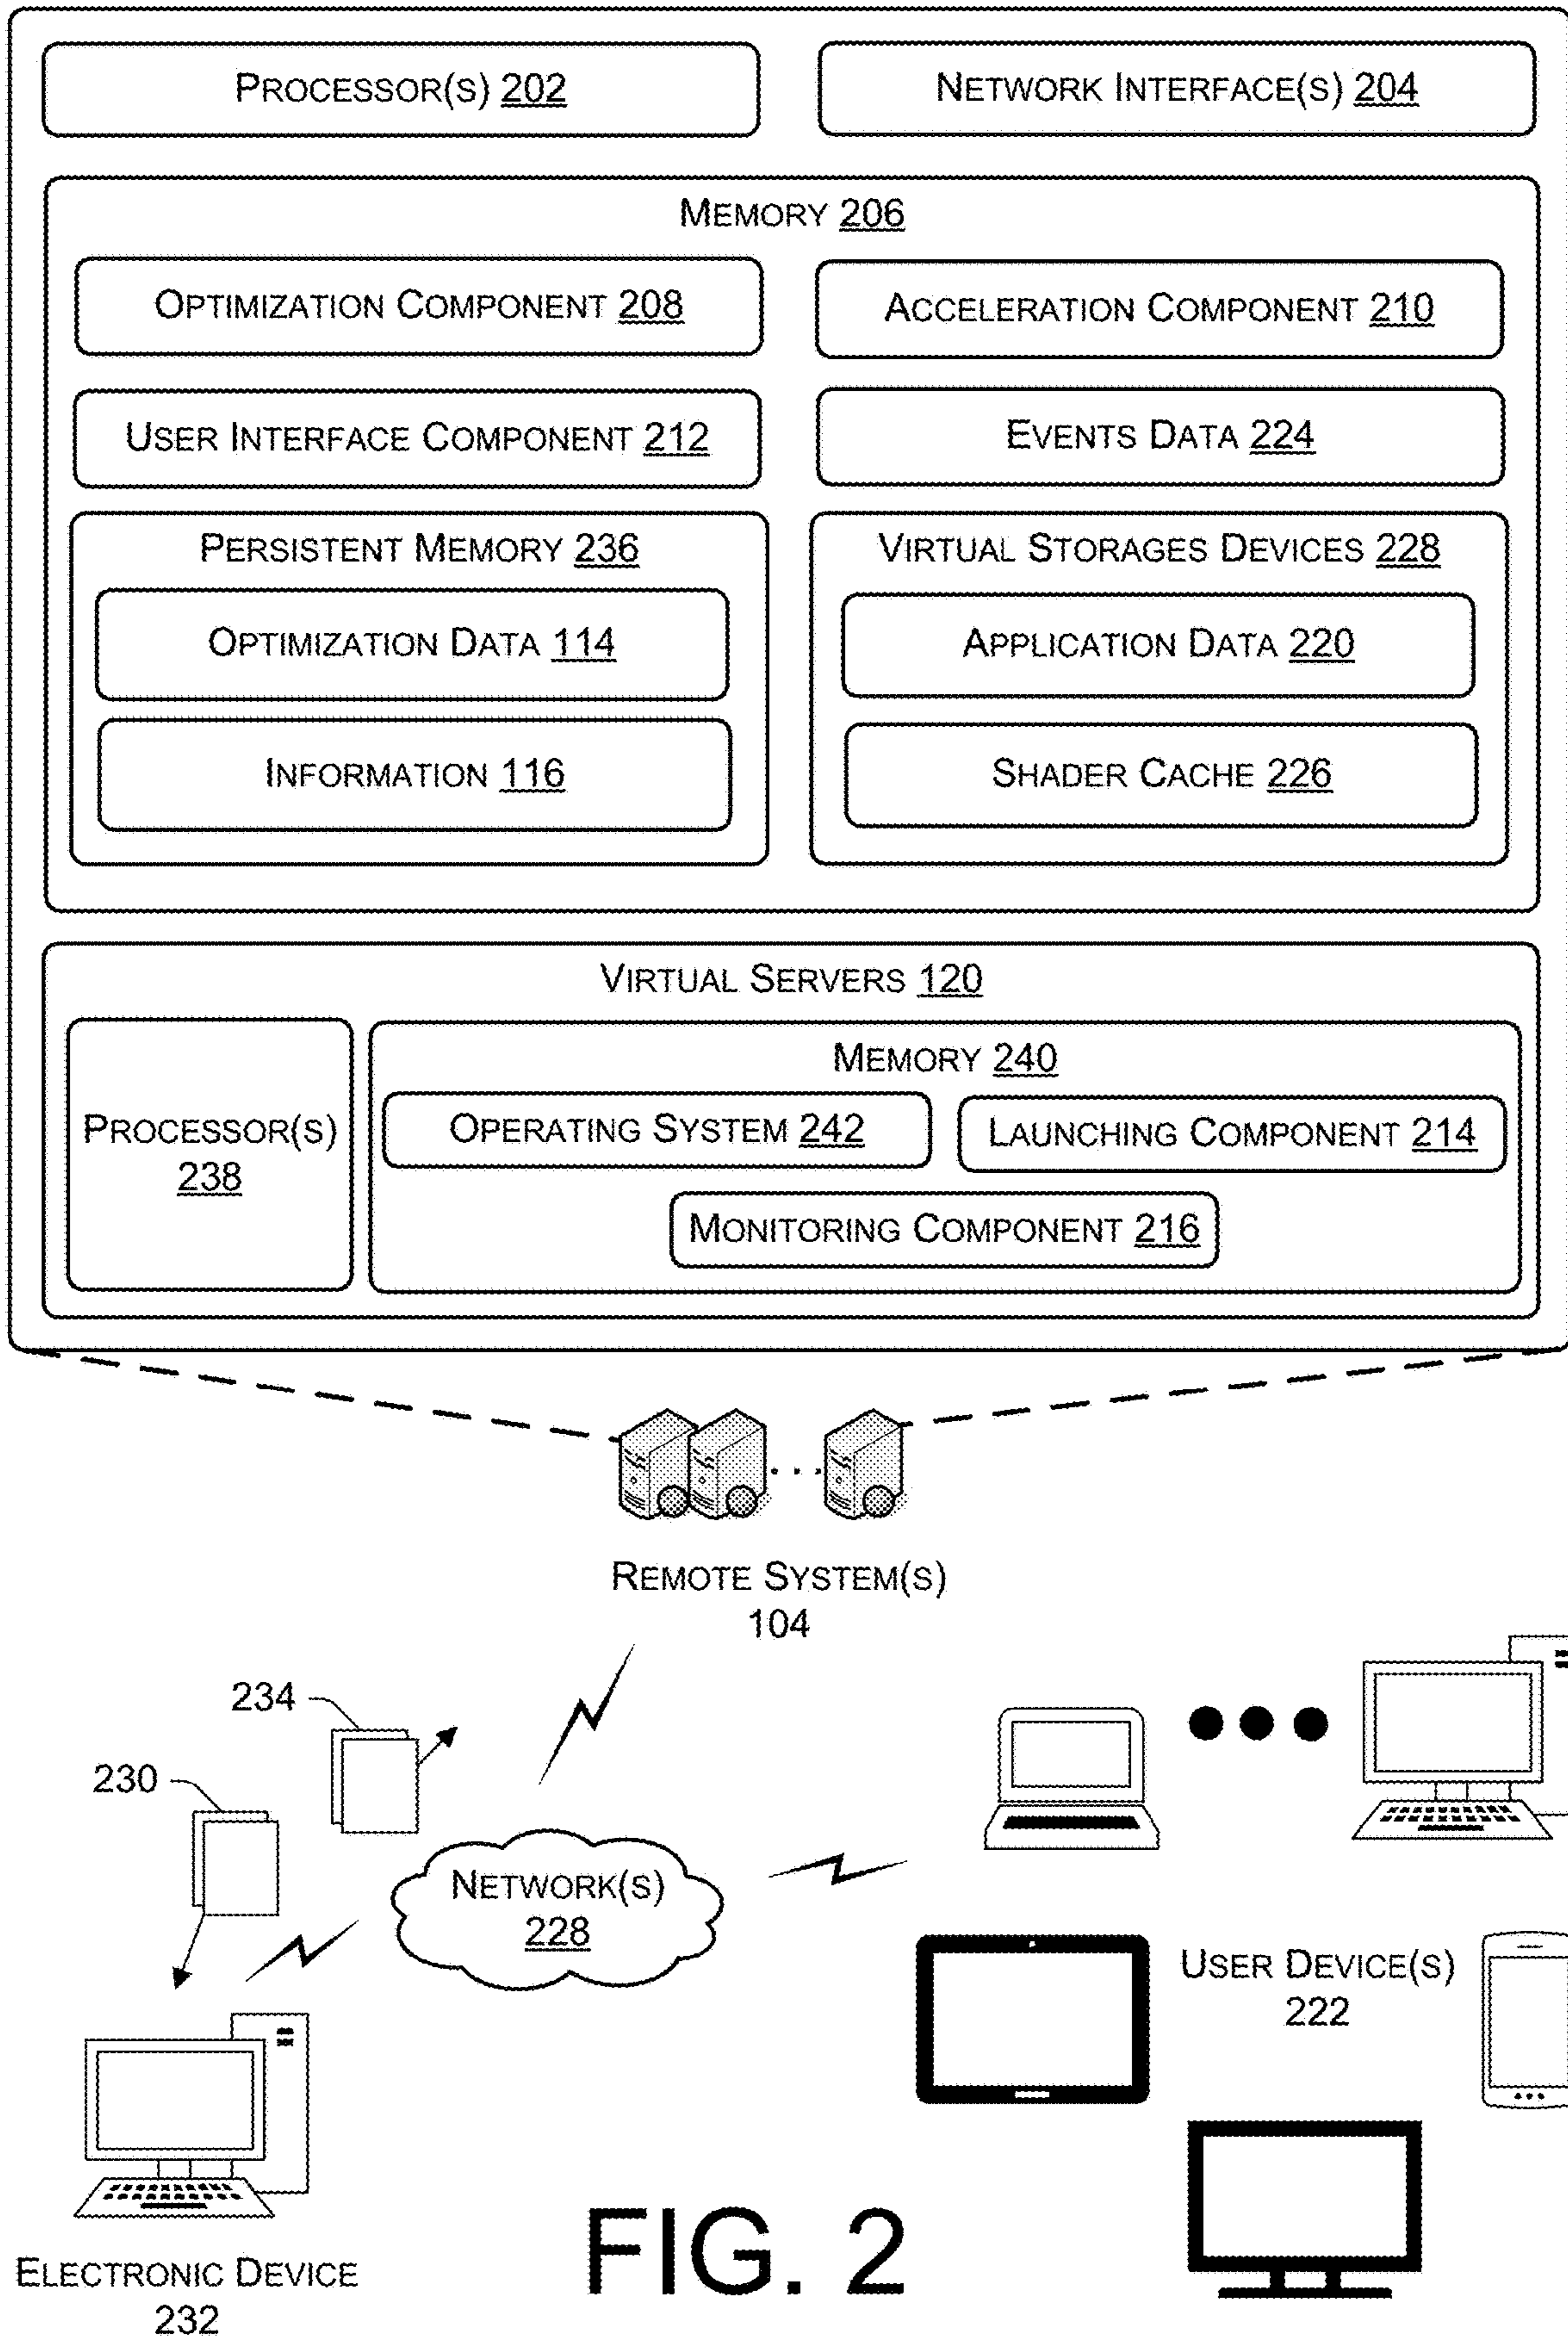 PROCESSOR(S) 202
NETWORK INTERFACE(S) 204
MEMORY 206
OPTIMIZATION COMPONENT 208
ACCELERATION COMPONENT 210
USER INTERFACE COMPONENT 212
EVENTS DATA 224
PERSISTENT MEMORY 236
OPTIMIZATION DATA 114
INFORMATION 116
VIRTUAL STORAGES DEVICES 228
APPLICATION DATA 220
SHADER CACHE 226
VIRTUAL SERVERS 120
PROCESSOR(S)
238
MEMORY 240
OPERATING SYSTEM 242
LAUNCHING COMPONENT 214
MONITORING COMPONENT 216
REMOTE SYSTEM(S)
104
234
230
NETWORK(S)
228
USER DEVICE(S)
222
ELECTRONIC DEVICE
232
FIG. 2